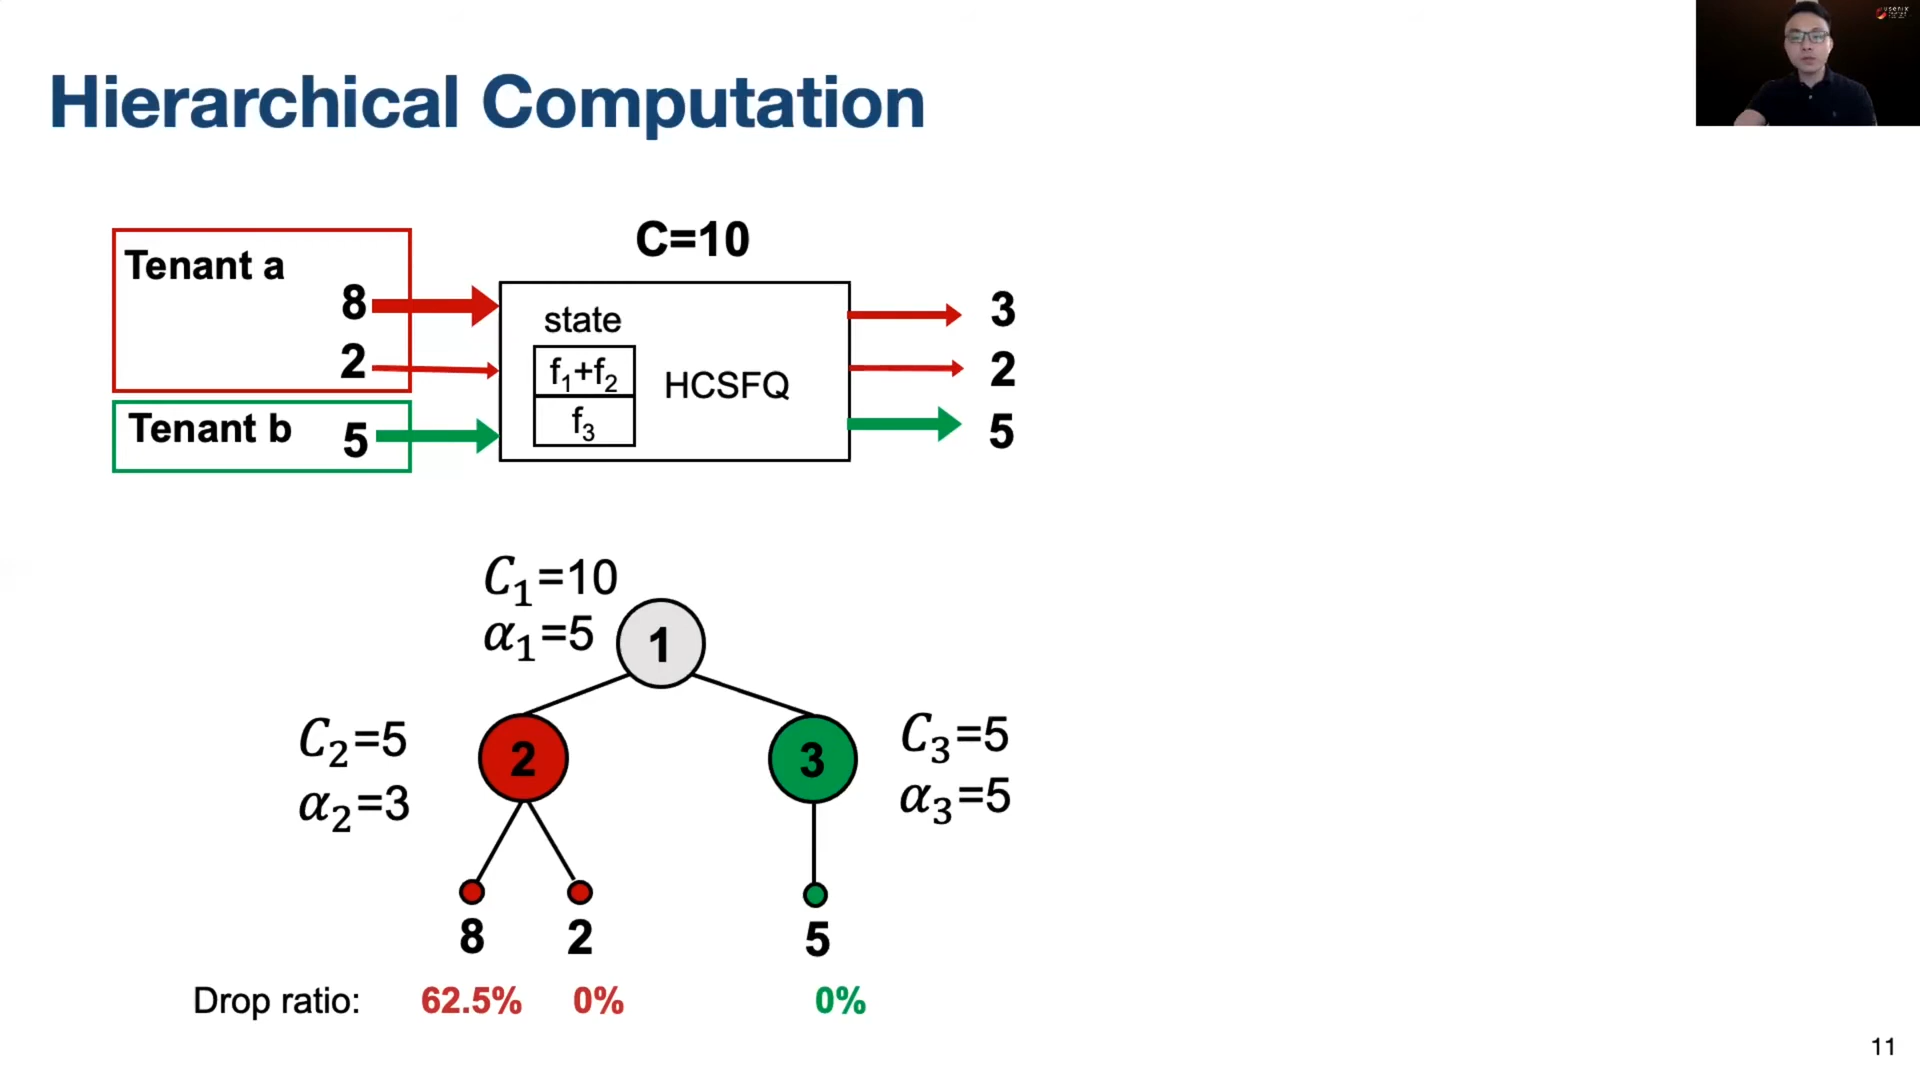 Hierarchical Computation
usenix
C=10
Tenant a
8
2
Tenant b
5
state
f₁+f₂
f₃
HCSFQ
3
2
5
𝐶₁=10
𝛼₁=5
1
𝐶₂=5
𝛼₂=3
2
3
𝐶₃=5
𝛼₃=5
8 2 5
Drop ratio: 62.5% 0% 0%
11